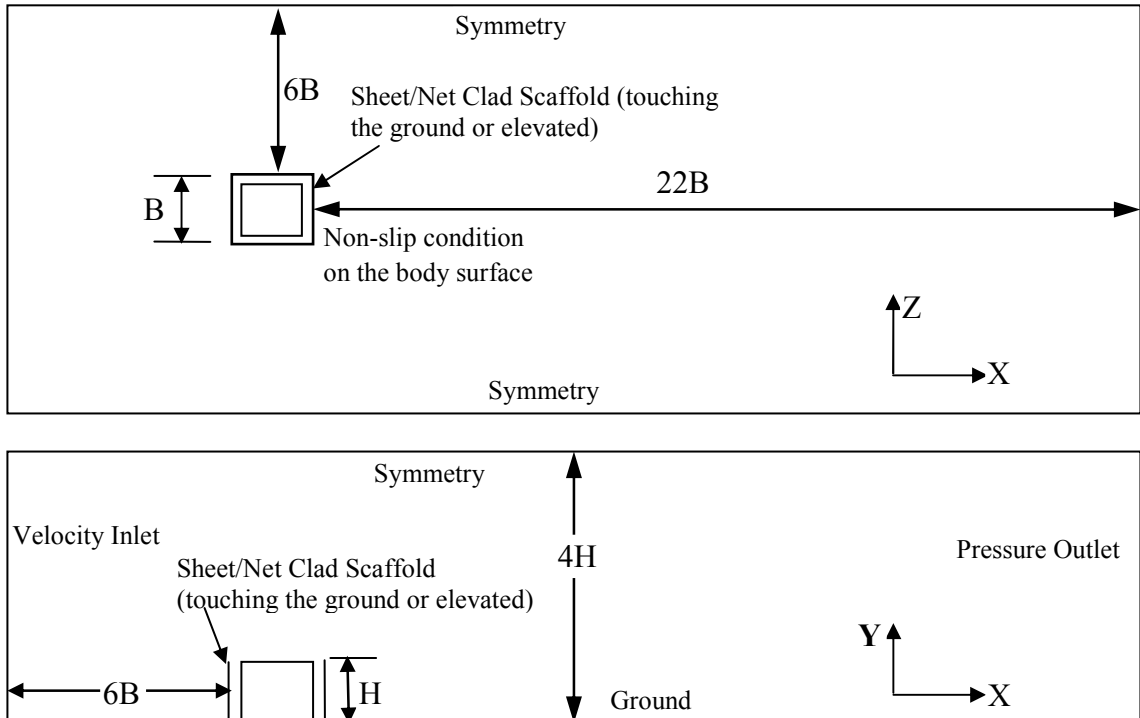 Symmetry
6B
Sheet/Net Clad Scaffold (touching
the ground or elevated)
22B
B
Non-slip condition
on the body surface
Z
X
Symmetry
Symmetry
Velocity Inlet
4H
Pressure Outlet
Sheet/Net Clad Scaffold
(touching the ground or elevated)
Y
6B
H
Ground
X